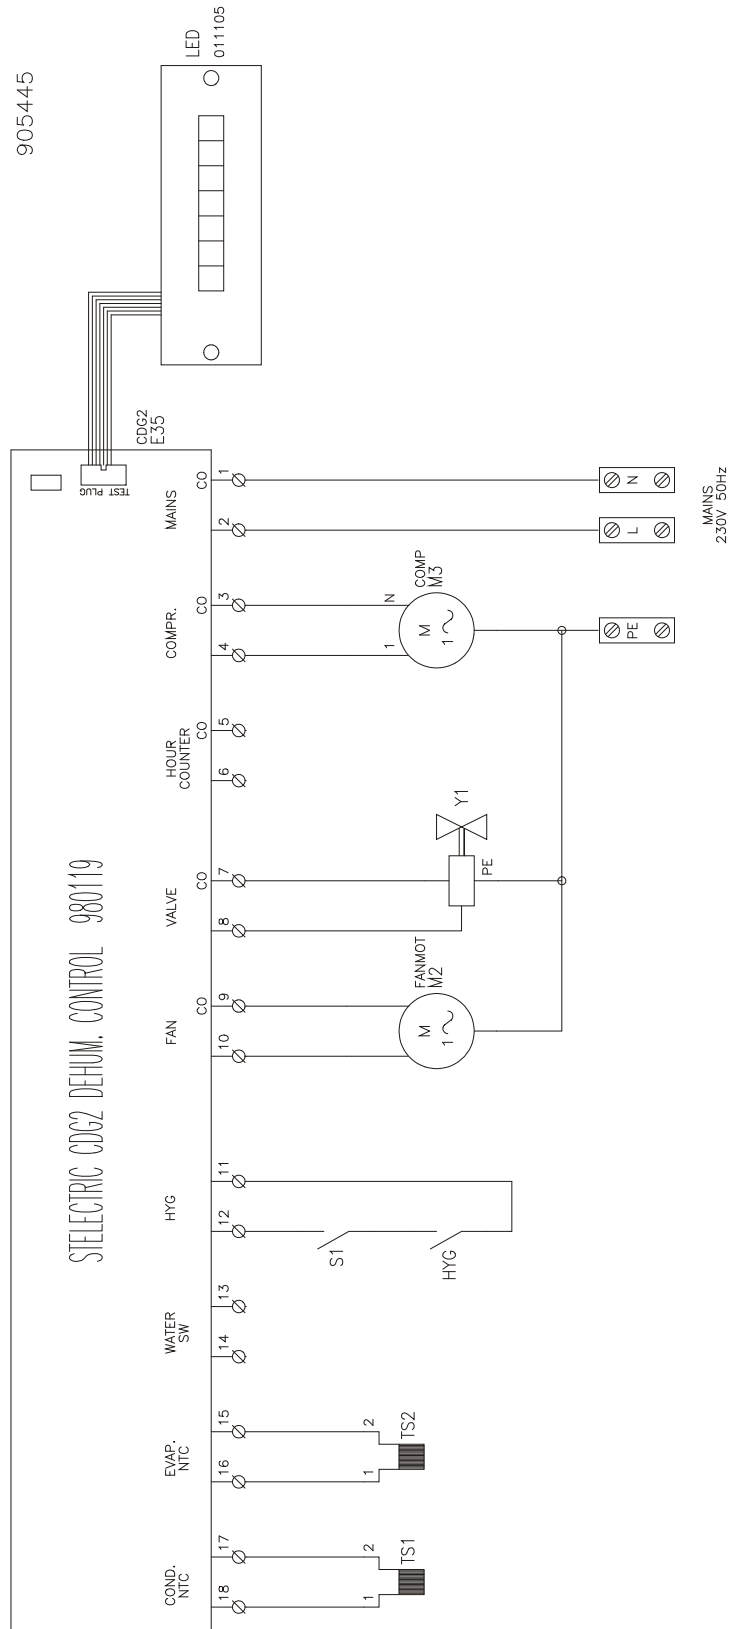 905445
LED
011105
CDG2
E35
TEST PLUG
STELECTRIC CDG2 DEHUM. CONTROL 980119
COND.
NTC
EVAP.
NTC
WATER
SW
HYG
FAN
VALVE
HOUR
COUNTER
COMPR.
MAINS
CO
CO
CO
CO
CO
18
17
16
15
14
13
12
11
10
9
8
7
6
5
4
3
2
1
1
2
TS1
1
2
TS2
S1
HYG
FANMOT
M2
M
1
Y1
PE
1
N
COMP
M3
M
1
PE
L
N
MAINS
230V 50Hz